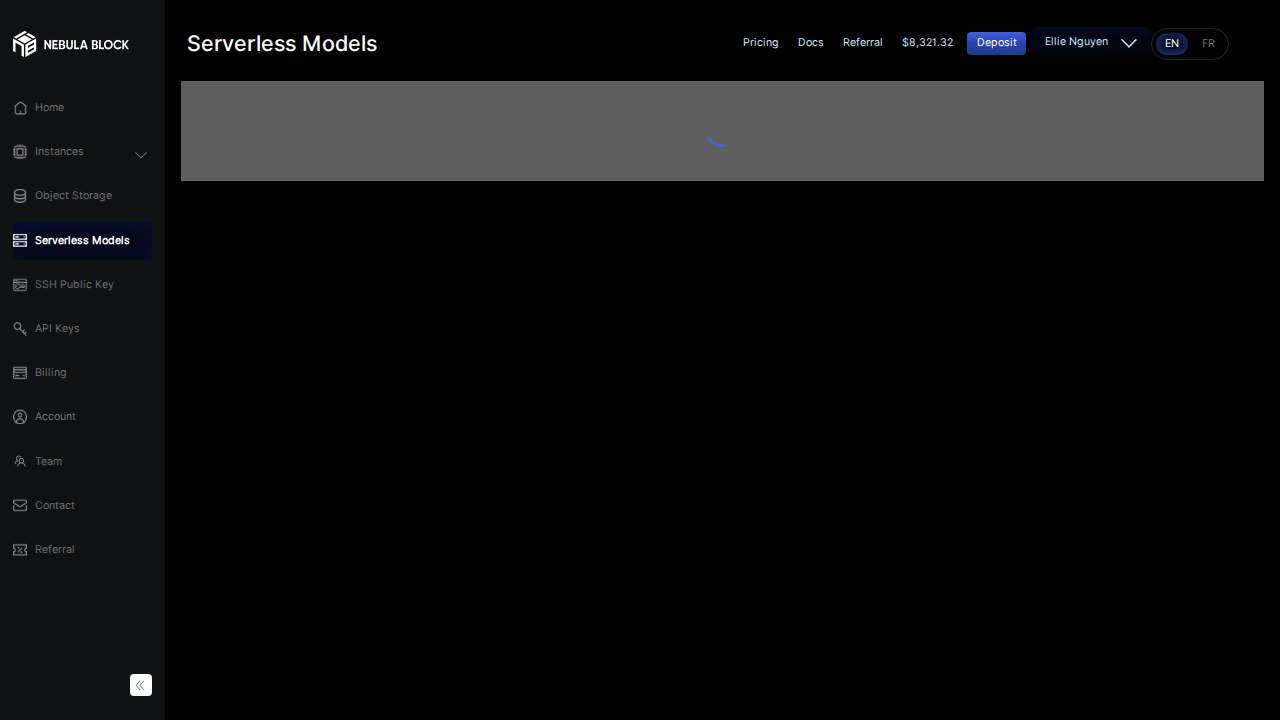 NEBULA BLOCK
Serverless Models
Pricing
Docs
Referral
$8,321.32
Deposit
Ellie Nguyen
EN
FR
Home
Instances
Object Storage
Serverless Models
SSH Public Key
API Keys
Billing
Account
Team
Contact
Referral